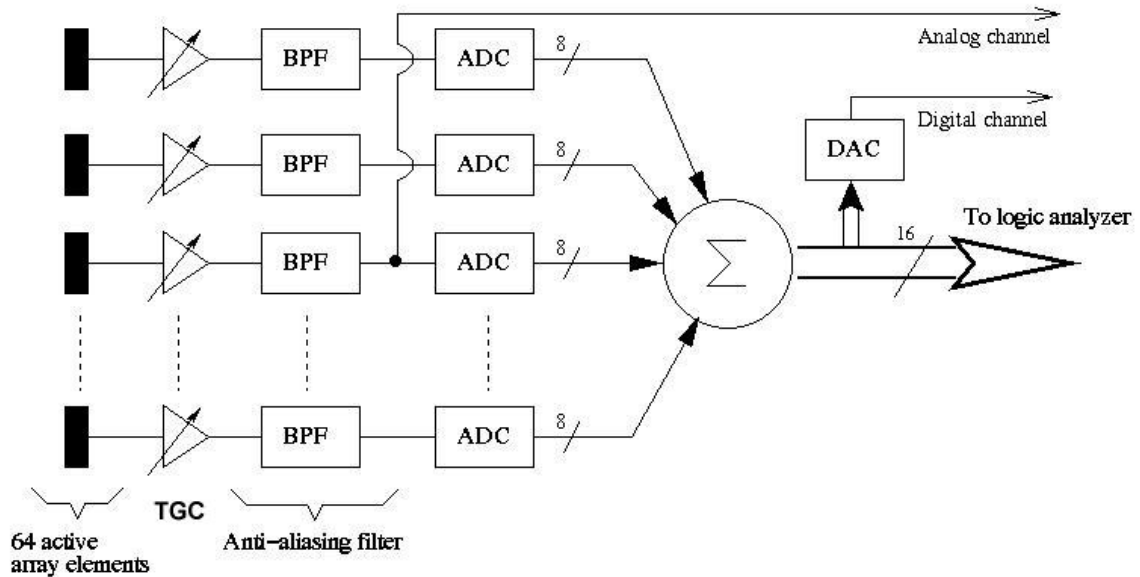 Analog channel
BPF ADC 8
Digital channel
DAC
BPF ADC 8
To logic analyzer
16
BPF ADC 8
Σ
BPF ADC 8
TGC
64 active
array elements
Anti-aliasing filter